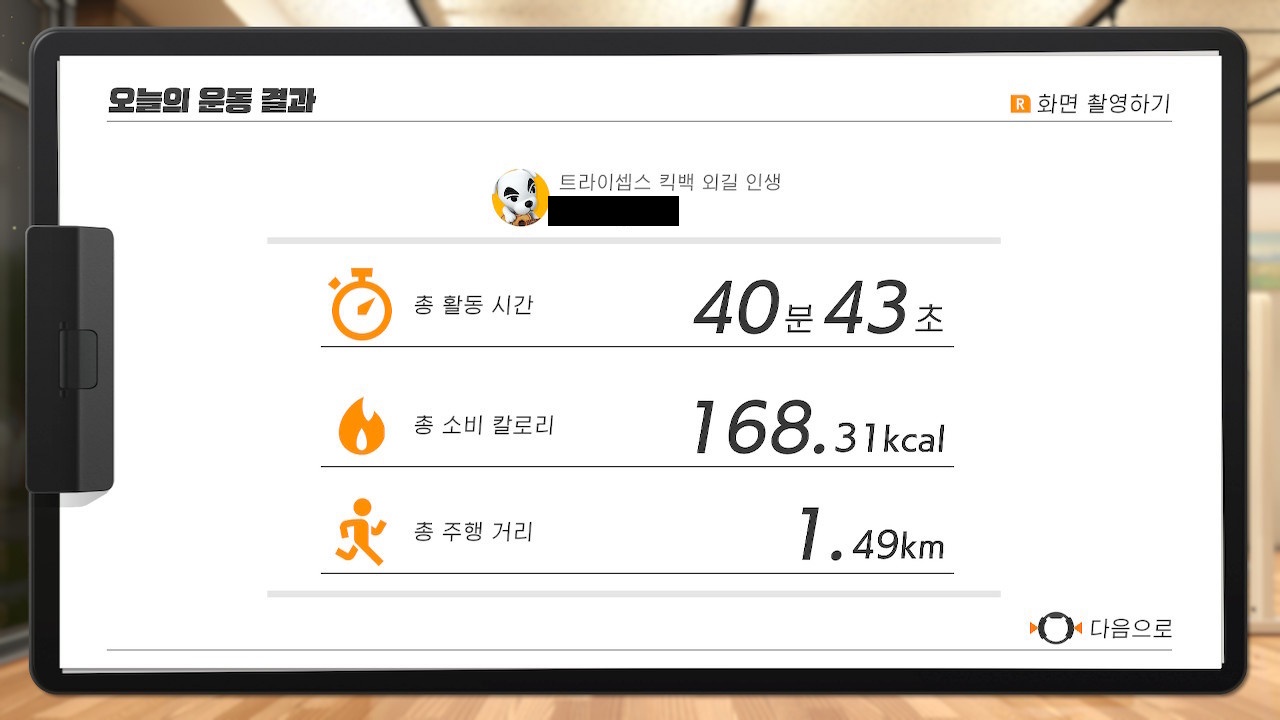 오늘의 운동 결과
R 화면 촬영하기
트라이셉스 킥백 외길 인생
총 활동 시간 40분 43초
총 소비 칼로리 168.31kcal
총 주행 거리 1.49km
다음으로